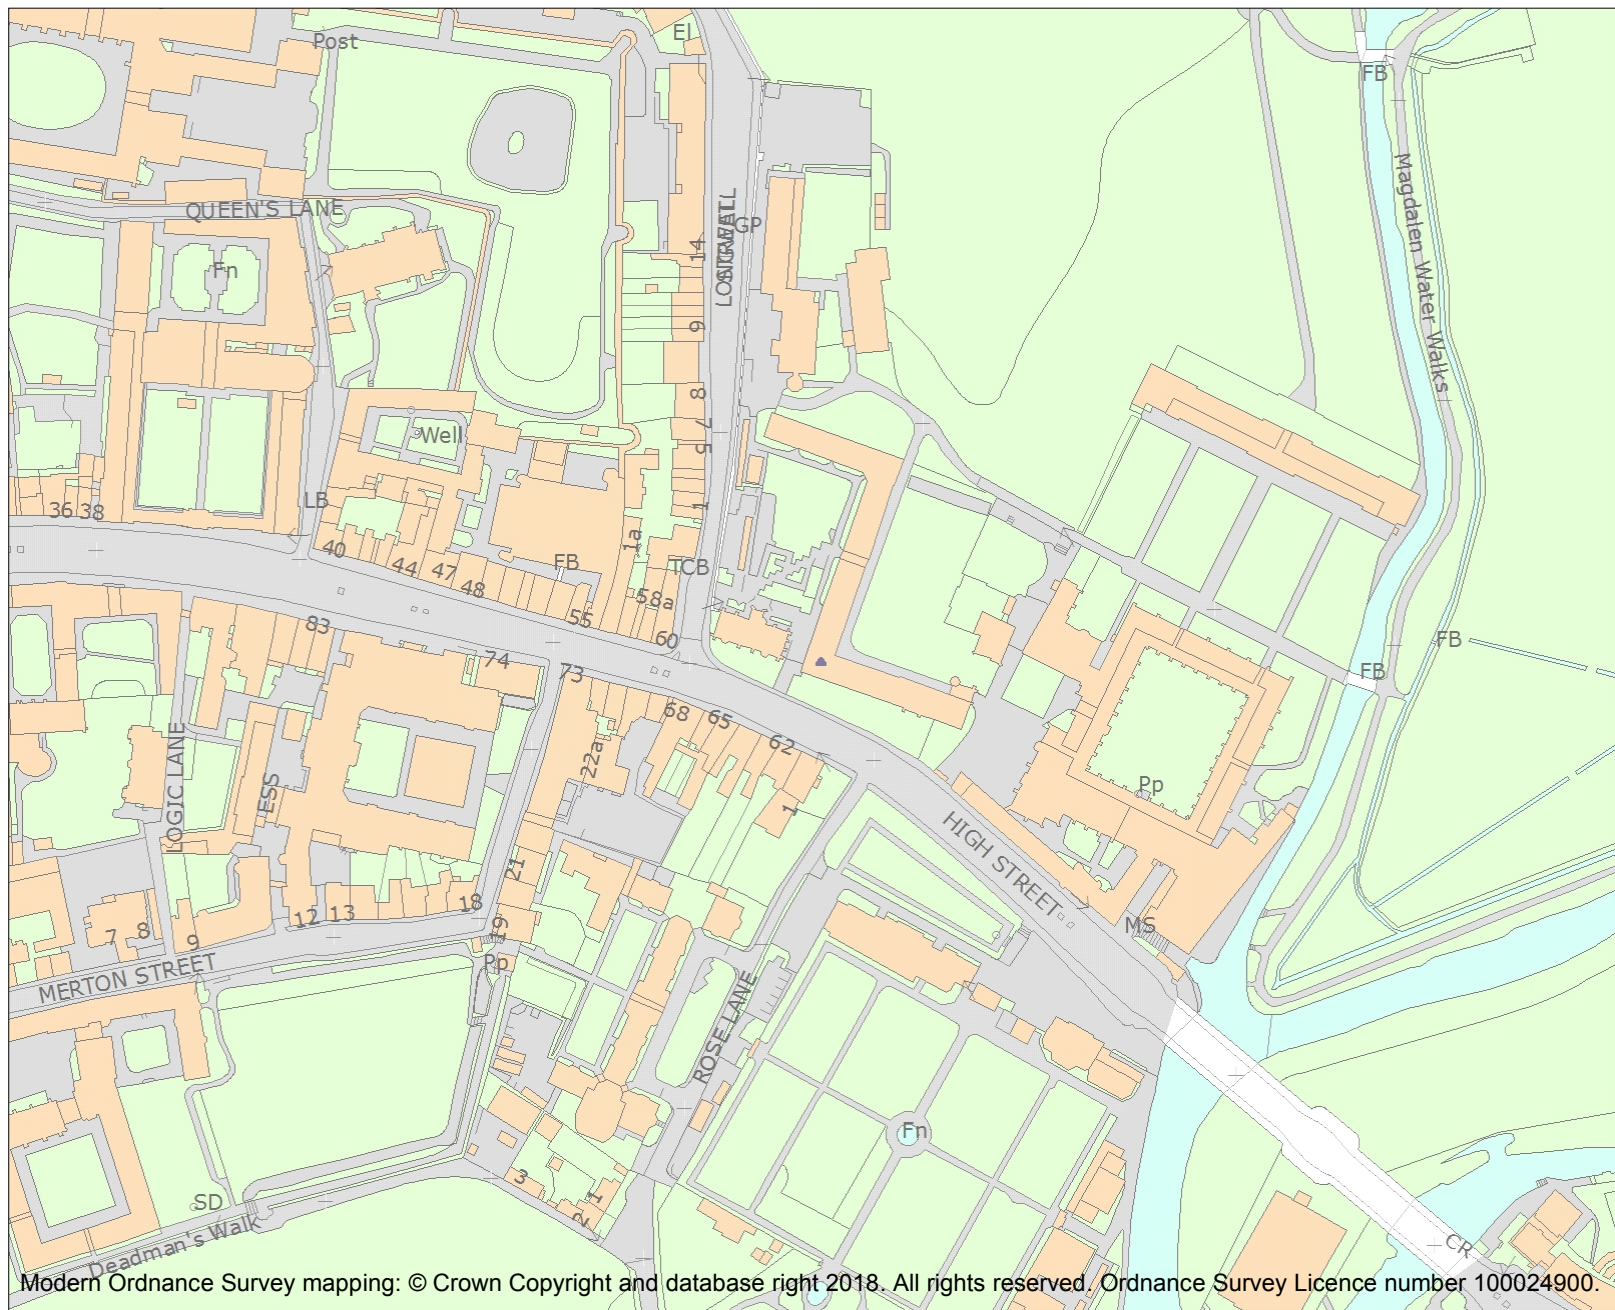 El
Post
FB
Magdalen Water Walks
QUEEN'S LANE
GP
14
Fn
9
8
7
5
Well
LB
36 38
1
1a
40
44
47
48
FB
TCB
58a
55
60
83
74
73
FB
FB
68
65
62
22a
LOGIC LANE
ESS
Pp
1
HIGH STREET
21
18
12 13
19
MS
7
8
9
Pp
MERTON STREET
ROSE LANE
Fn
3
1
2
SD
Deadman's Walk
CR
Modern Ordnance Survey mapping: © Crown Copyright and database right 2018. All rights reserved. Ordnance Survey Licence number 100024900.